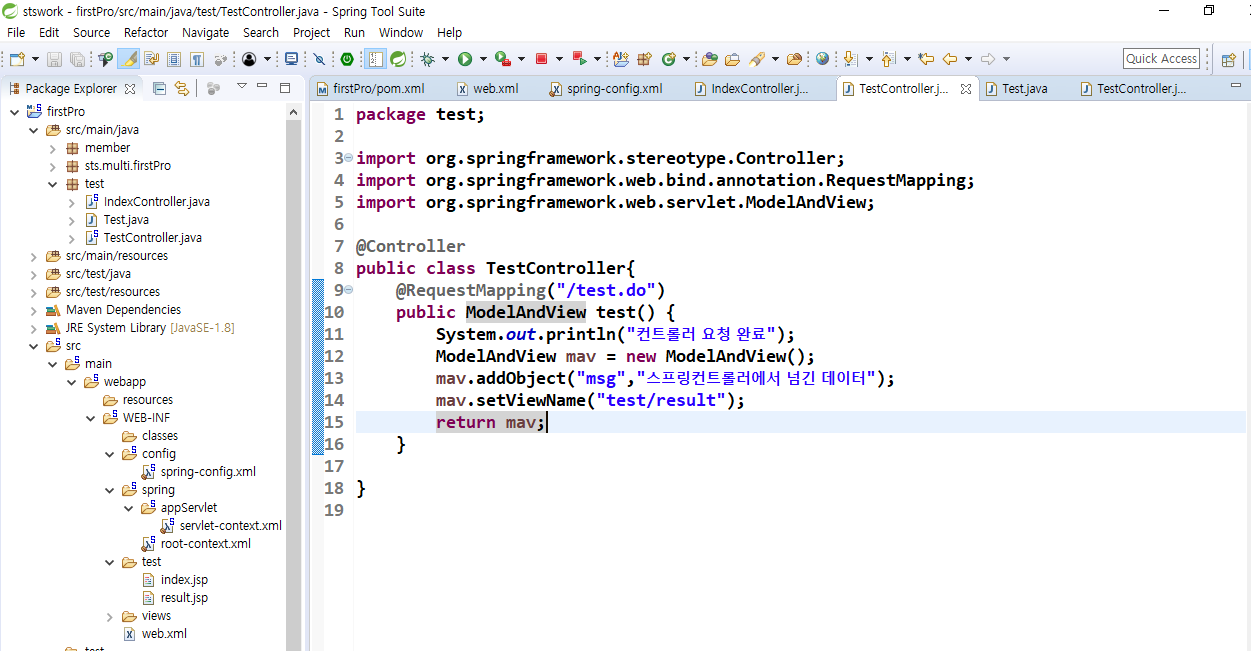 stswork - firstPro/src/main/java/test/TestController.java - Spring Tool Suite
File Edit Source Refactor Navigate Search Project Run Window Help
Quick Access
Package Explorer
firstPro
src/main/java
member
sts.multi.firstPro
test
IndexController.java
Test.java
TestController.java
src/main/resources
src/test/java
src/test/resources
Maven Dependencies
JRE System Library [JavaSE-1.8]
src
main
webapp
resources
WEB-INF
classes
config
spring-config.xml
spring
appServlet
servlet-context.xml
root-context.xml
test
index.jsp
result.jsp
views
web.xml
test
firstPro/pom.xml web.xml spring-config.xml IndexController.j... TestController.j... Test.java TestController.j...
1 package test;
2
3 import org.springframework.stereotype.Controller;
4 import org.springframework.web.bind.annotation.RequestMapping;
5 import org.springframework.web.servlet.ModelAndView;
6
7 @Controller
8 public class TestController{
9 @RequestMapping("/test.do")
10 public ModelAndView test() {
11 System.out.println("컨트롤러 요청 완료");
12 ModelAndView mav = new ModelAndView();
13 mav.addObject("msg","스프링컨트롤러에서 넘긴 데이터");
14 mav.setViewName("test/result");
15 return mav;
16 }
17
18 }
19